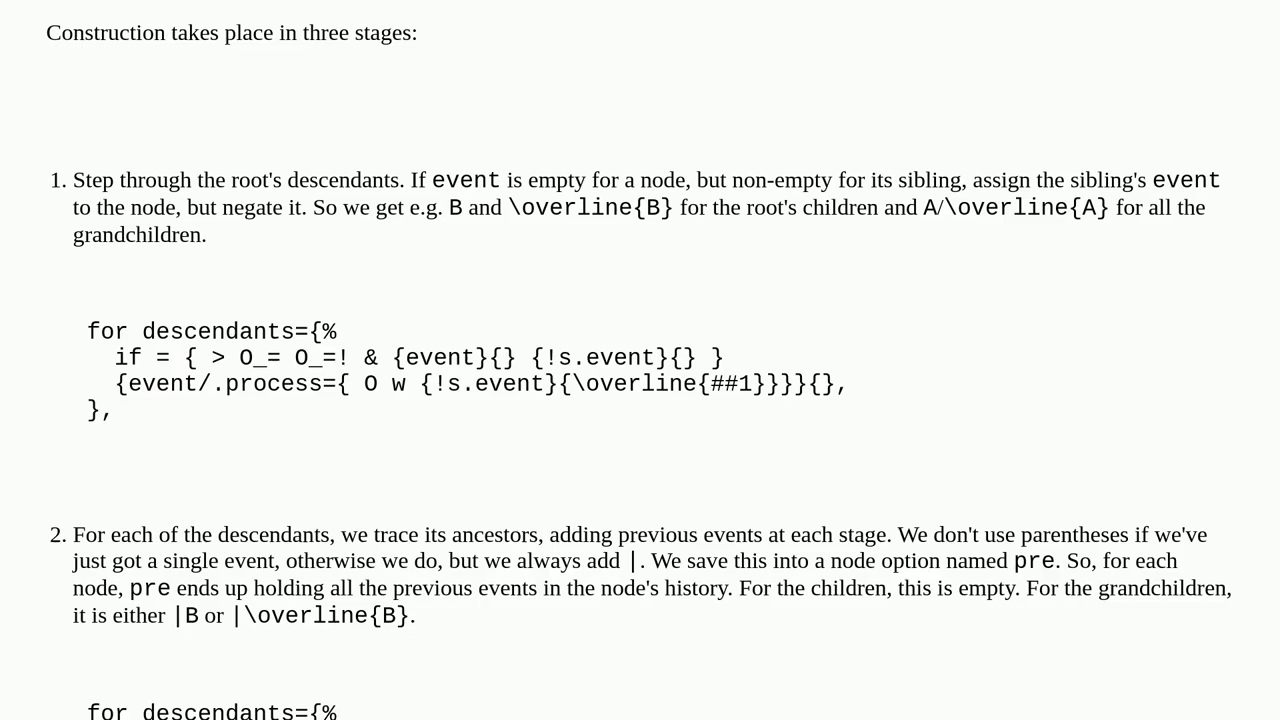 Construction takes place in three stages:
1. Step through the root's descendants. If event is empty for a node, but non-empty for its sibling, assign the sibling's event
to the node, but negate it. So we get e.g. B and \overline{B} for the root's children and A/\overline{A} for all the
grandchildren.
for descendants={%
  if = { > O_= O_=! & {event}{} {!s.event}{} }
  {event/.process={ O w {!s.event}{\overline{##1}}}}{},
},
2. For each of the descendants, we trace its ancestors, adding previous events at each stage. We don't use parentheses if we've
just got a single event, otherwise we do, but we always add |. We save this into a node option named pre. So, for each
node, pre ends up holding all the previous events in the node's history. For the children, this is empty. For the grandchildren,
it is either |B or |\overline{B}.
for descendants={%